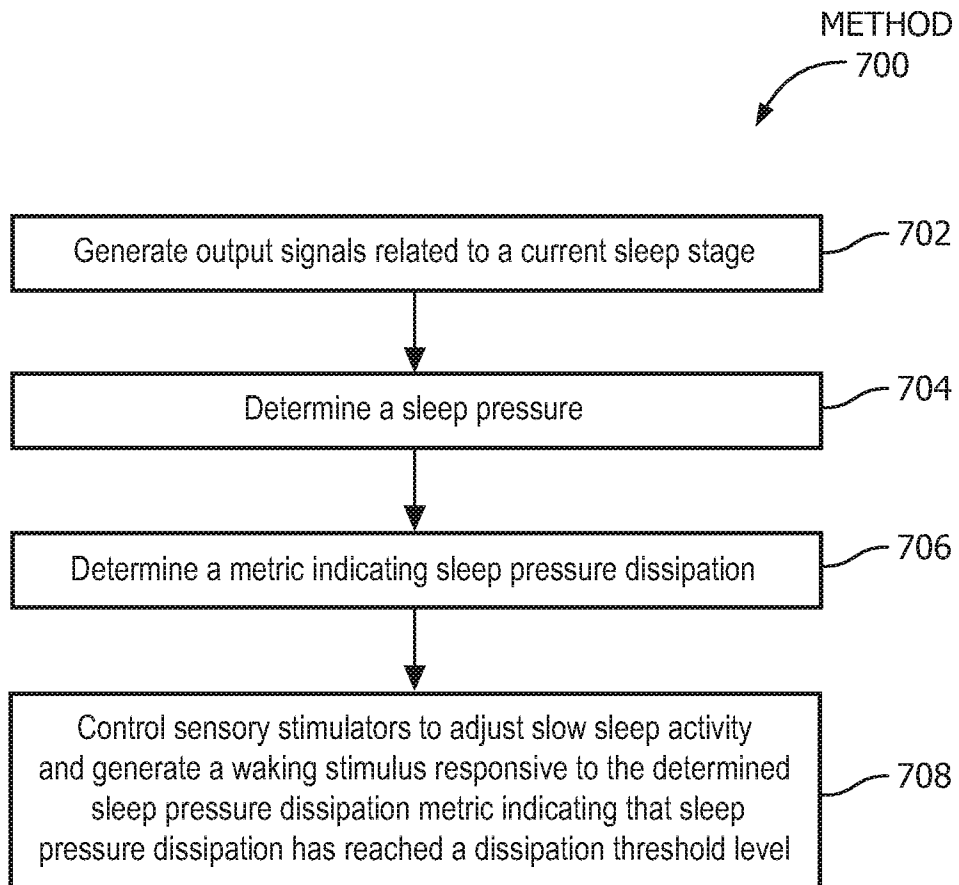 METHOD
700
Generate output signals related to a current sleep stage
702
Determine a sleep pressure
704
Determine a metric indicating sleep pressure dissipation
706
Control sensory stimulators to adjust slow sleep activity
and generate a waking stimulus responsive to the determined
sleep pressure dissipation metric indicating that sleep
pressure dissipation has reached a dissipation threshold level
708